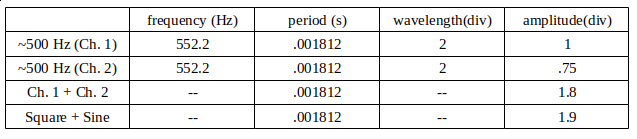 frequency (Hz) period (s) wavelength(div) amplitude(div)
~500 Hz (Ch. 1) 552.2 .001812 2 1
~500 Hz (Ch. 2) 552.2 .001812 2 .75
Ch. 1 + Ch. 2 -- .001812 -- 1.8
Square + Sine -- .001812 -- 1.9